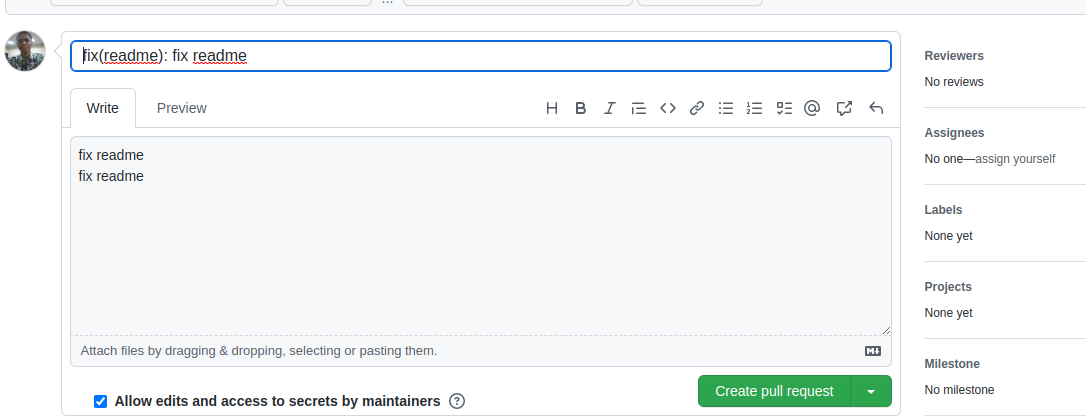 ...
fix(readme): fix readme
Write
Preview
H B I
fix readme
fix readme
Attach files by dragging & dropping, selecting or pasting them.
Allow edits and access to secrets by maintainers ?
Create pull request
Reviewers
No reviews
Assignees
No one—assign yourself
Labels
None yet
Projects
None yet
Milestone
No milestone